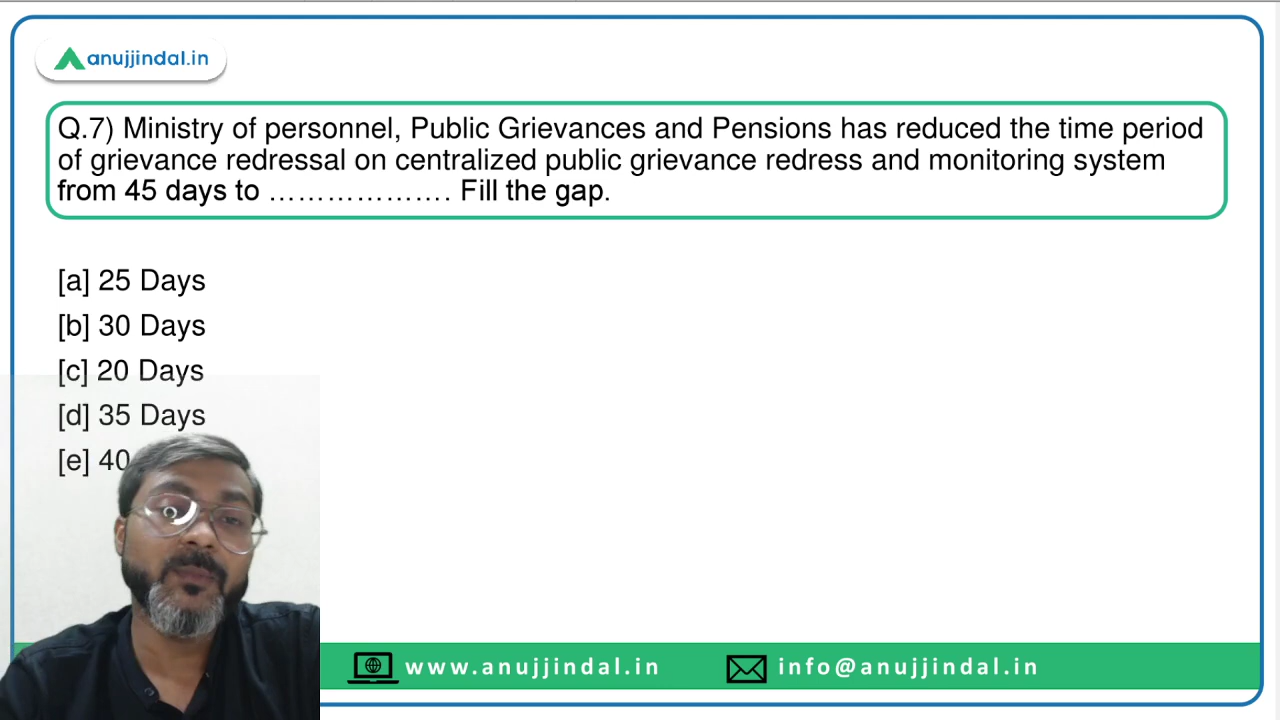 anujjindal.in
Q.7) Ministry of personnel, Public Grievances and Pensions has reduced the time period
of grievance redressal on centralized public grievance redress and monitoring system
from 45 days to ………………. Fill the gap.
[a] 25 Days
[b] 30 Days
[c] 20 Days
[d] 35 Days
[e] 40
www.anujjindal.in
info@anujjindal.in